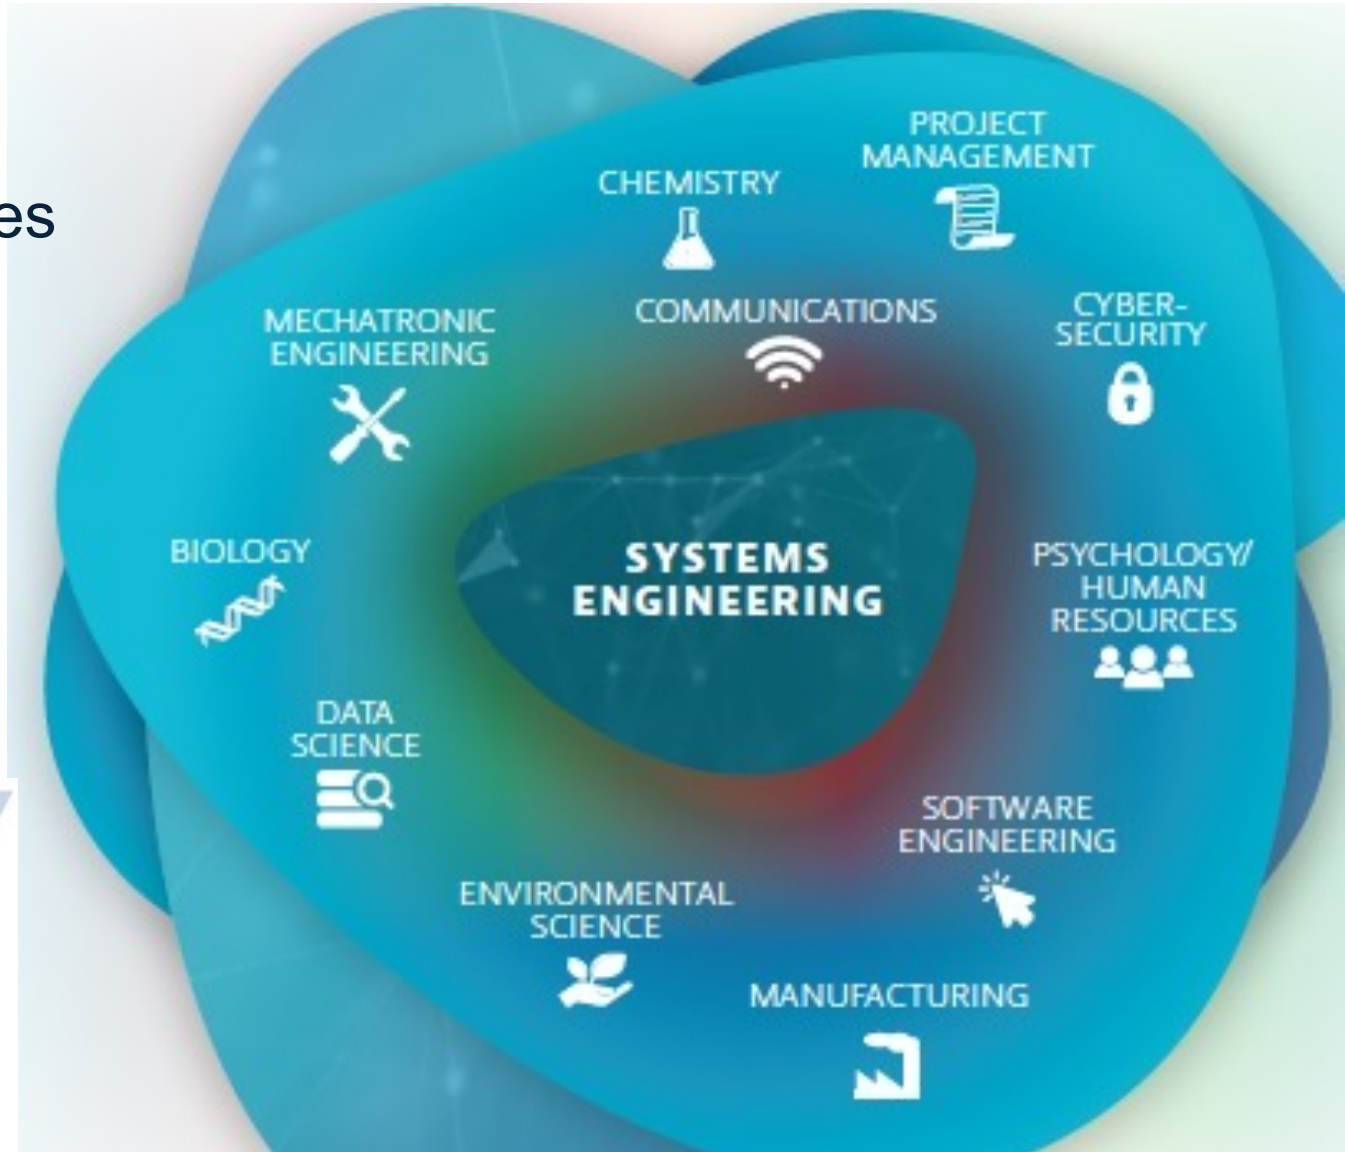 PROJECT
MANAGEMENT
CHEMISTRY
es
COMMUNICATIONS
CYBER-
SECURITY
MECHATRONIC
ENGINEERING
SYSTEMS
ENGINEERING
BIOLOGY
PSYCHOLOGY/
HUMAN
RESOURCES
DATA
SCIENCE
SOFTWARE
ENGINEERING
ENVIRONMENTAL
SCIENCE
MANUFACTURING